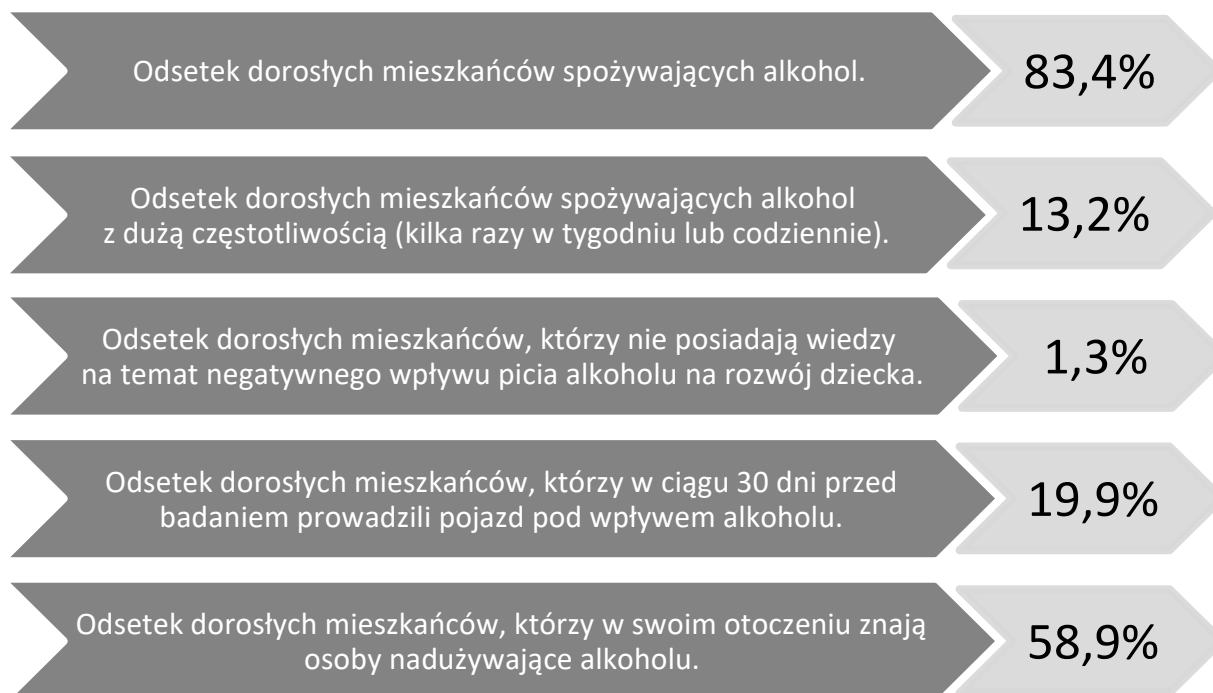 Odsetek dorosłych mieszkańców spożywających alkohol.
83,4%
Odsetek dorosłych mieszkańców spożywających alkohol
z dużą częstotliwością (kilka razy w tygodniu lub codziennie).
13,2%
Odsetek dorosłych mieszkańców, którzy nie posiadają wiedzy
na temat negatywnego wpływu picia alkoholu na rozwój dziecka.
1,3%
Odsetek dorosłych mieszkańców, którzy w ciągu 30 dni przed
badaniem prowadzili pojazd pod wpływem alkoholu.
19,9%
Odsetek dorosłych mieszkańców, którzy w swoim otoczeniu znają
osoby nadużywające alkoholu.
58,9%